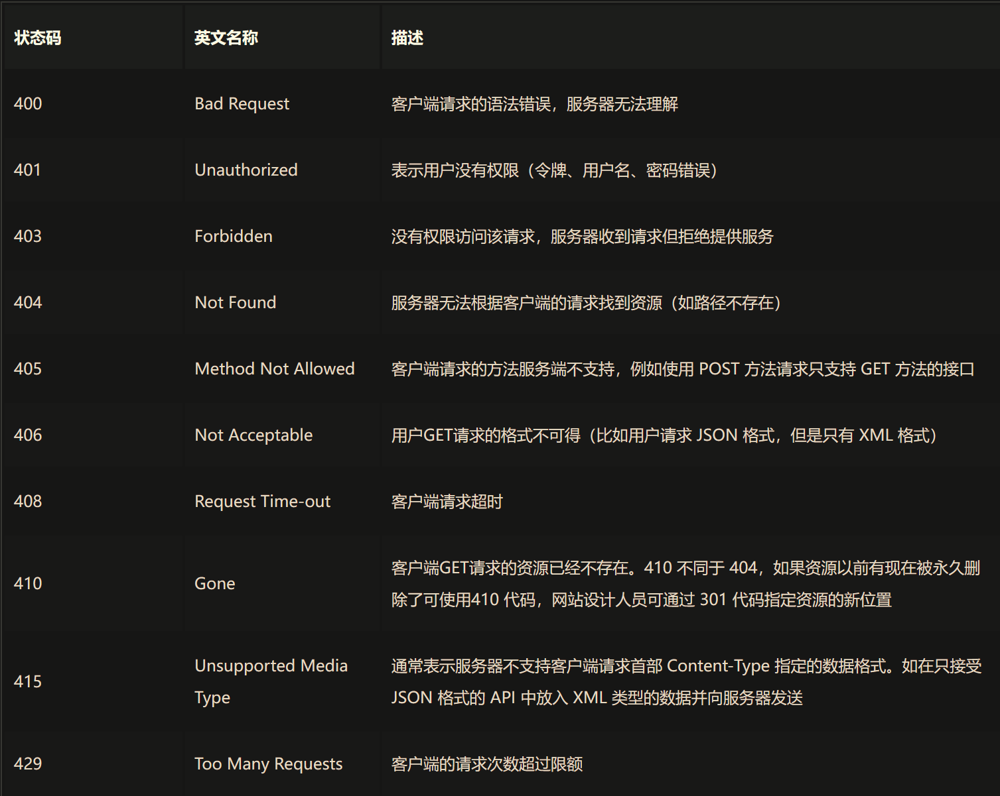 状态码 英文名称 描述
400 Bad Request 客户端请求的语法错误，服务器无法理解
401 Unauthorized 表示用户没有权限（令牌、用户名、密码错误）
403 Forbidden 没有权限访问该请求，服务器收到请求但拒绝提供服务
404 Not Found 服务器无法根据客户端的请求找到资源（如路径不存在）
405 Method Not Allowed 客户端请求的方法服务端不支持，例如使用 POST 方法请求只支持 GET 方法的接口
406 Not Acceptable 用户GET请求的格式不可得（比如用户请求 JSON 格式，但是只有 XML 格式）
408 Request Time-out 客户端请求超时
410 Gone 客户端GET请求的资源已经不存在。410 不同于 404，如果资源以前有现在被永久删
除了可使用410 代码，网站设计人员可通过 301 代码指定资源的新位置
415 Unsupported Media 通常表示服务器不支持客户端请求首部 Content-Type 指定的数据格式。如在只接受
Type JSON 格式的 API 中放入 XML 类型的数据并向服务器发送
429 Too Many Requests 客户端的请求次数超过限额